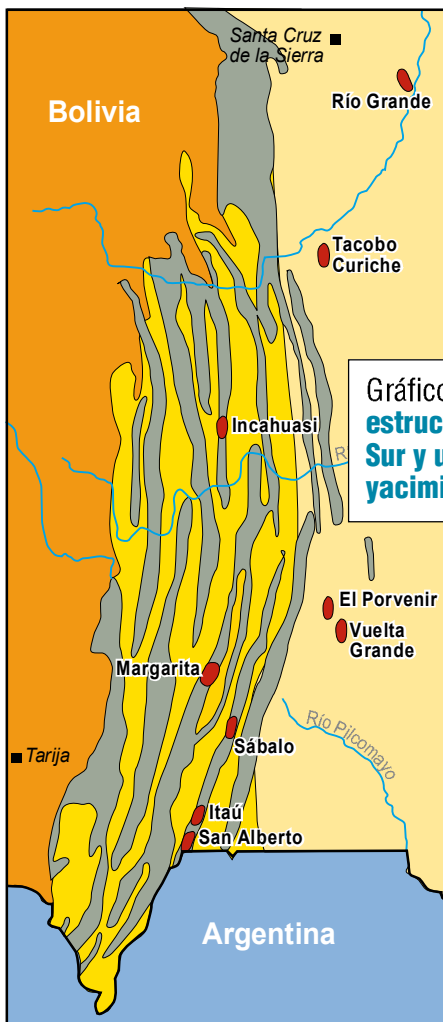 Santa Cruz
de la Sierra
Bolivia
Río Grande
Tacobo
Curiche
Gráfico
estruc
Sur y u
yacimi
Incahuasi
R
El Porvenir
Vuelta
Grande
Margarita
Río Pilcomayo
Sábalo
Tarija
Itaú
San Alberto
Argentina